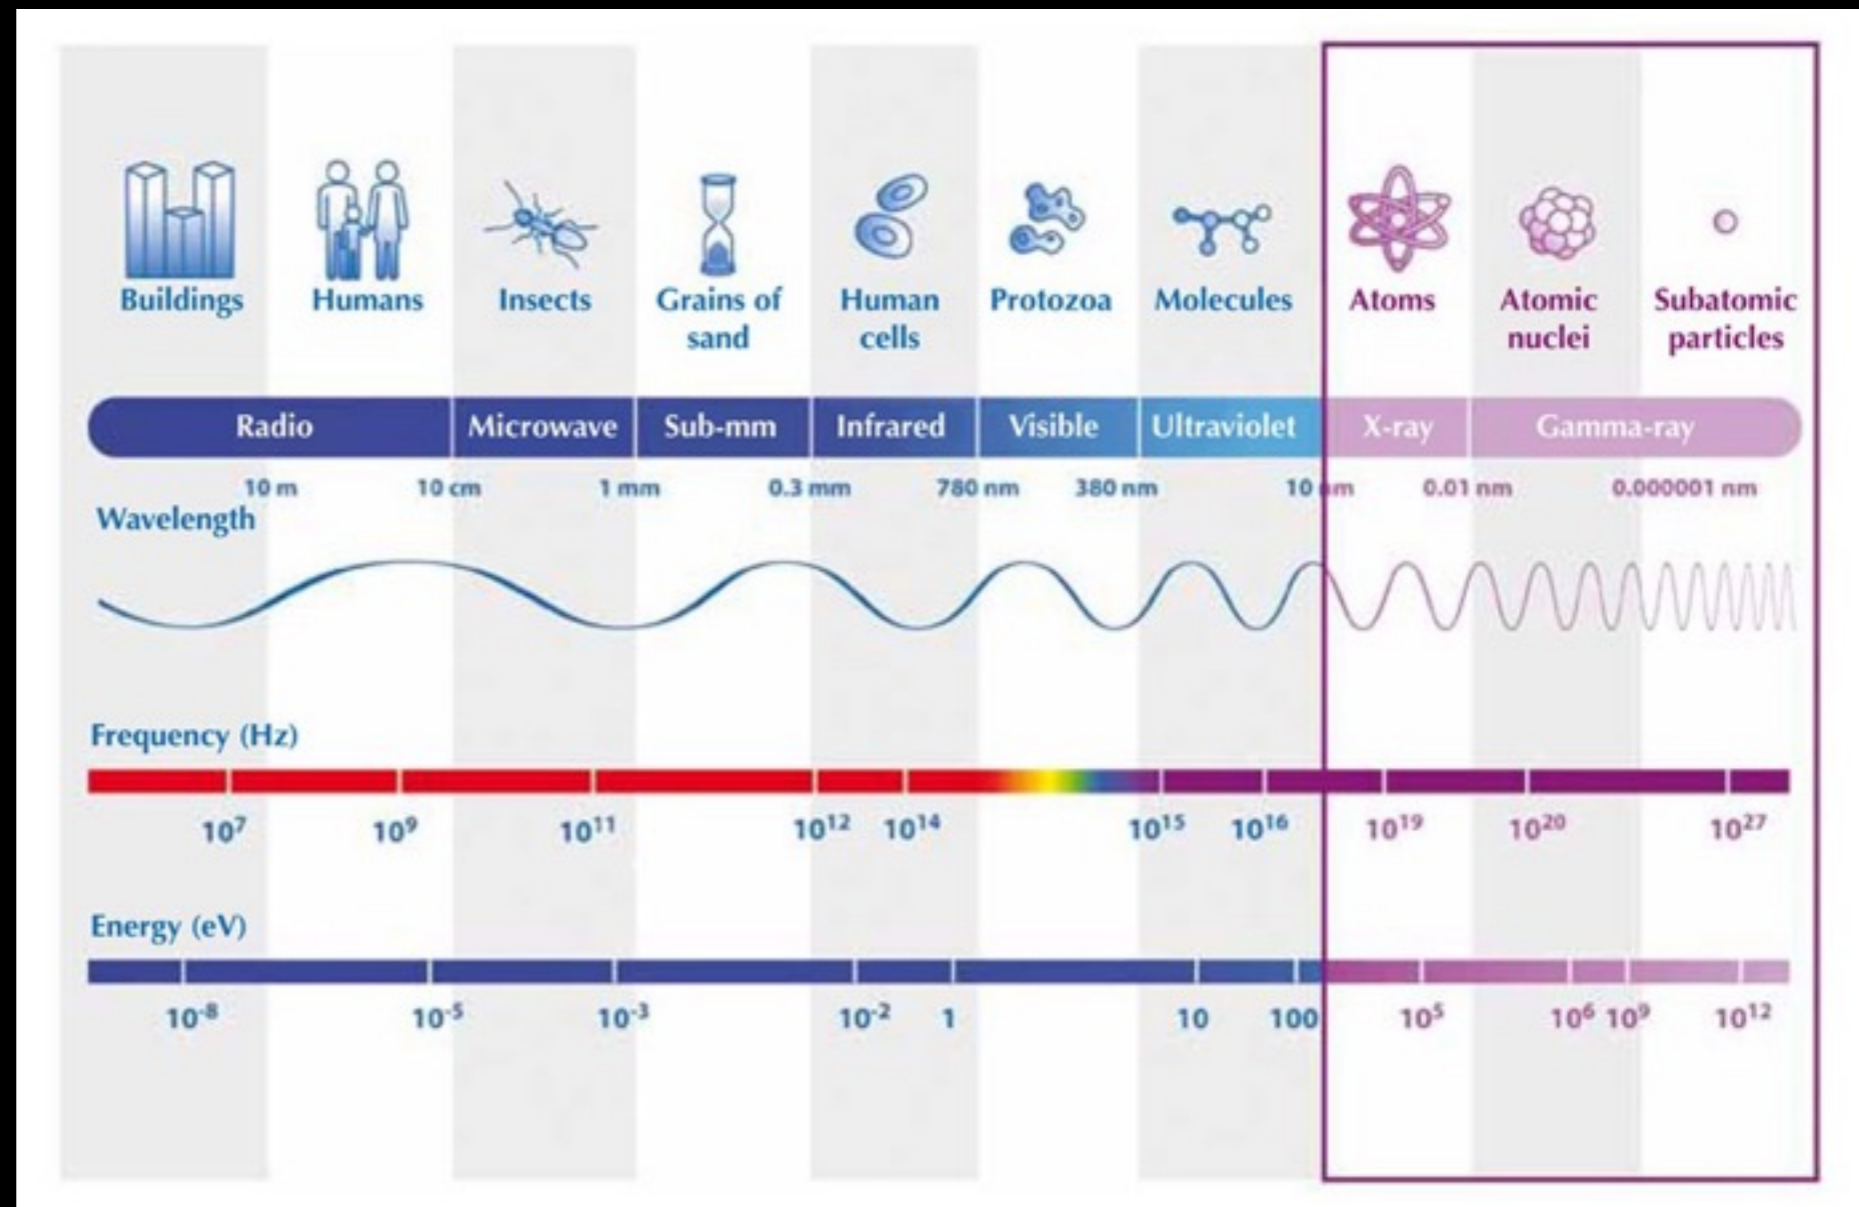 Buildings
Humans
Insects
Grains of
sand
Human
cells
Protozoa
Molecules
Atoms
Atomic
nuclei
Subatomic
particles
Radio
Microwave
Sub-mm
Infrared
Visible
Ultraviolet
X-ray
Gamma-ray
10 m
10 cm
1 mm
0.3 mm
780 nm
380 nm
10 nm
0.01 nm
0.000001 nm
Wavelength
Frequency (Hz)
10⁷
10⁹
10¹¹
10¹²
10¹⁴
10¹⁵
10¹⁶
10¹⁹
10²⁰
10²⁷
Energy (eV)
10⁻⁸
10⁻⁵
10⁻³
10⁻²
1
10
100
10⁵
10⁶
10⁹
10¹²